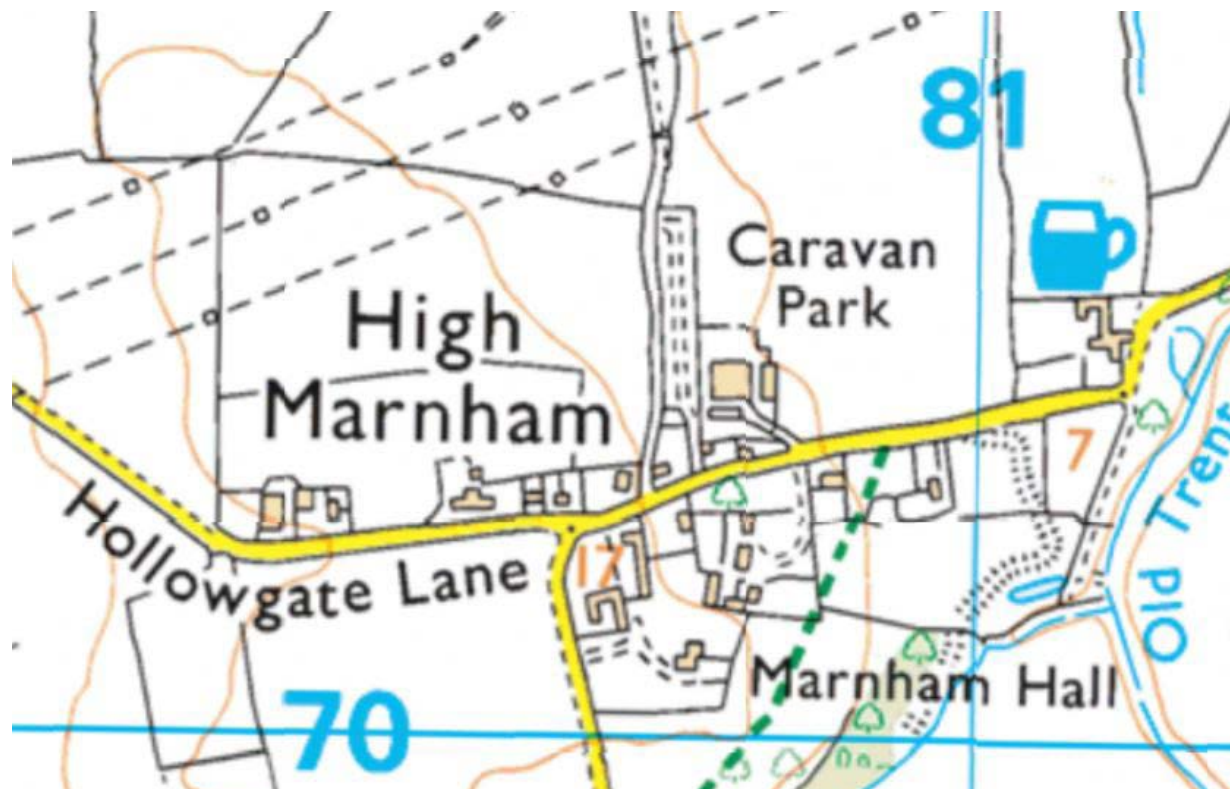 81
Caravan
Park
High
Marnham
7
Hollowgate Lane
17
Old Trent
Marnham Hall
70